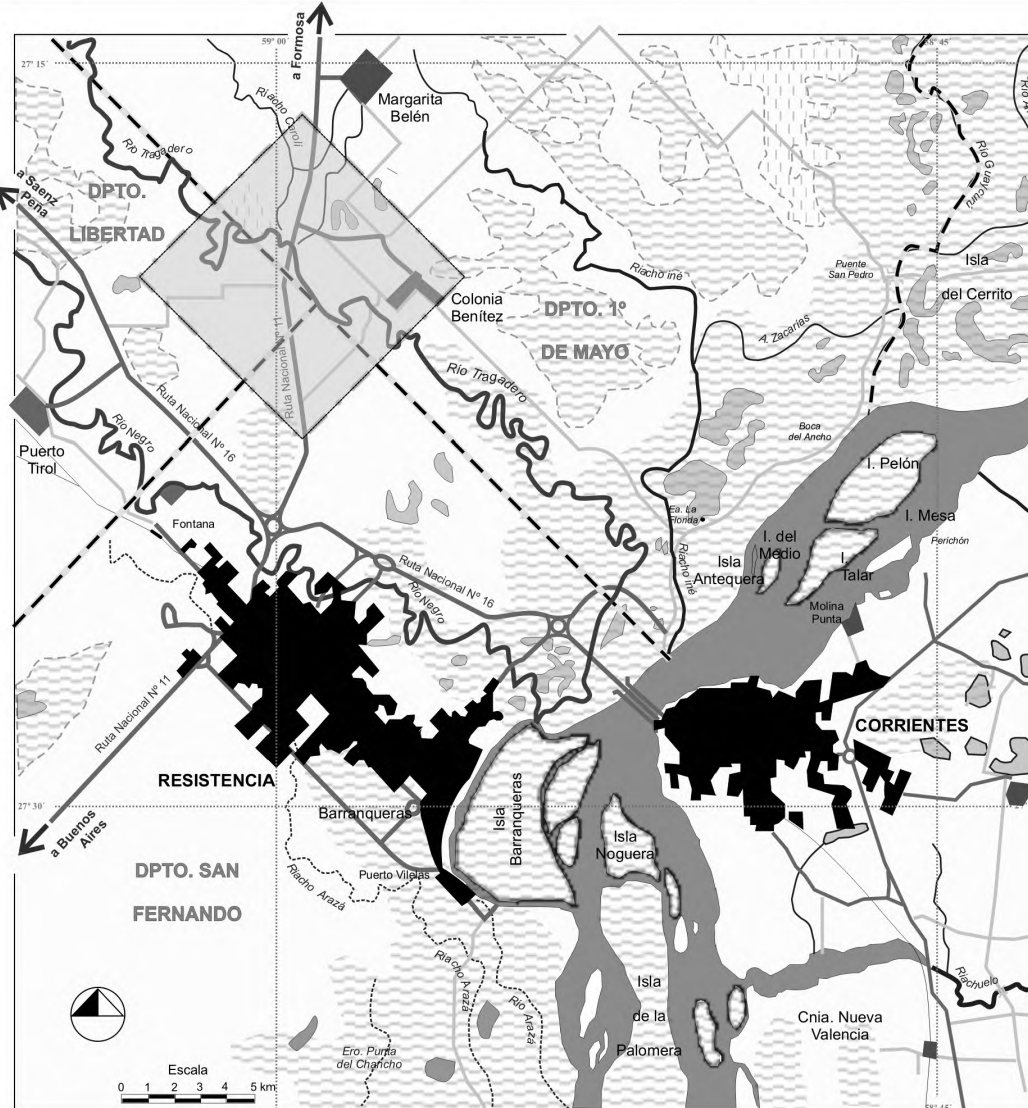 a Formosa
59° 00
58° 45
27° 15
Margarita
Belén
Riacho Caroli
Río Tragadero
Río Guaycurú
a Saenz
Peña
DPTO.
LIBERTAD
Isla
del Cerrito
Puente
San Pedro
Riacho iné
Colonia
Benítez
DPTO. 1º
DE MAYO
A. Zacarías
Ruta Nacional Nº 11
Río Tragadero
Ruta Nacional Nº 16
Río Negro
Puerto
Tirol
Boca
del Ancho
I. Pelón
Fontana
Ea. La
Florida
I. Mesa
I. del
Medio
Perichón
Isla
Antequera
Riacho iné
I.
Talar
Ruta Nacional Nº 16
Río Negro
Molina
Punta
Ruta Nacional Nº 11
CORRIENTES
RESISTENCIA
27° 30
Barranqueras
Isla
Barranqueras
Isla
Noguera
a Buenos
Aires
DPTO. SAN
FERNANDO
Riacho Arazá
Puerto Vilelas
Riacho Arazá
Río Arazá
Riachuelo
Isla
de la
Palomera
Cnia. Nueva
Valencia
Ero. Punta
del Chancho
Escala
0 1 2 3 4 5 km
58° 45'